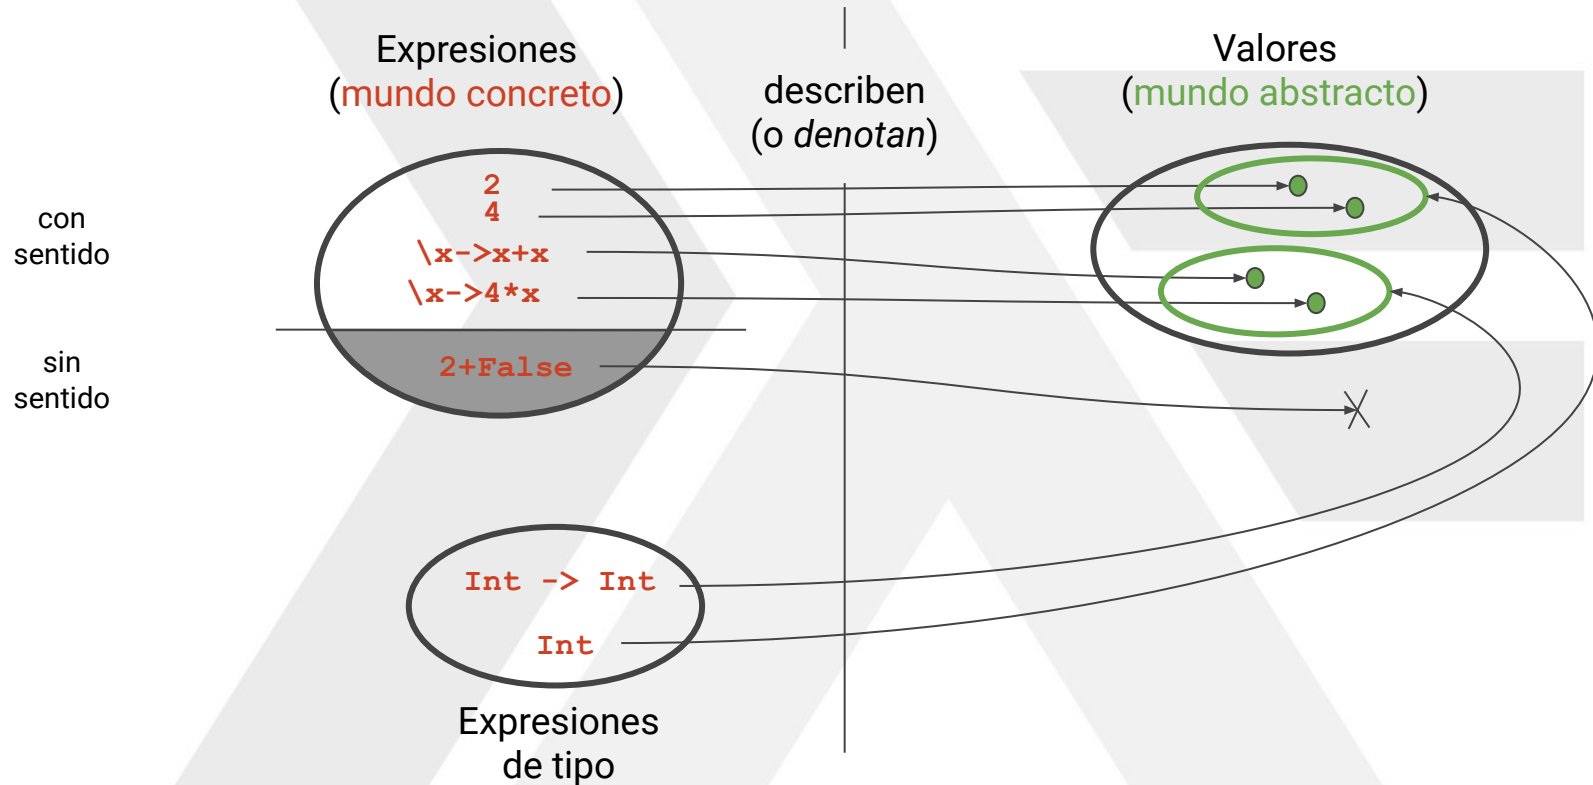 Expresiones
(mundo concreto)
describen
(o denotan)
Valores
(mundo abstracto)
con
sentido
2
4
\x->x+x
\x->4*x
sin
sentido
2+False
Int -> Int
Int
Expresiones
de tipo